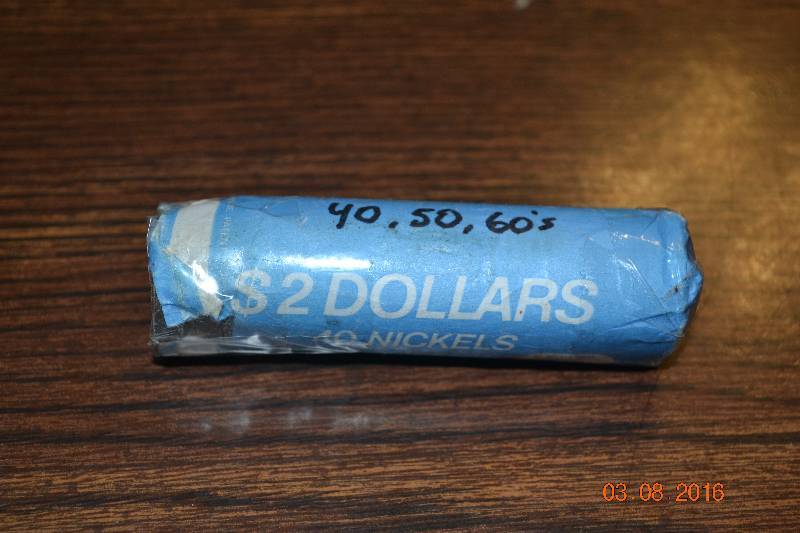 40, 50, 60's
$2 DOLLARS
40 NICKELS
03 08 2016